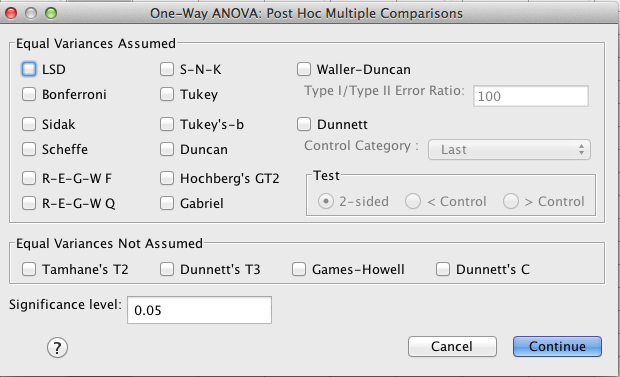 One-Way ANOVA: Post Hoc Multiple Comparisons
Equal Variances Assumed
LSD S-N-K Waller-Duncan
Bonferroni Tukey Type I/Type II Error Ratio: 100
Sidak Tukey's-b Dunnett
Scheffe Duncan Control Category : Last
R-E-G-W F Hochberg's GT2 Test
R-E-G-W Q Gabriel 2-sided < Control > Control
Equal Variances Not Assumed
Tamhane's T2 Dunnett's T3 Games-Howell Dunnett's C
Significance level: 0.05
? Cancel Continue